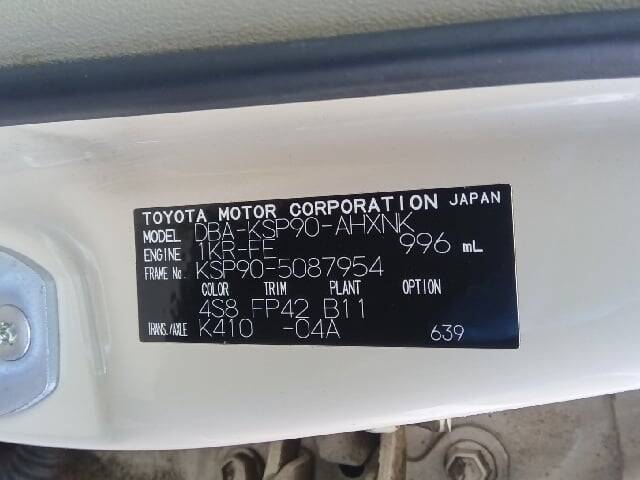 TOYOTA MOTOR CORPORATION JAPAN
MODEL DBA-KSP90-AHXNK
ENGINE 1KR-FE 996 mL
FRAME No. KSP90-5087954
COLOR TRIM PLANT OPTION
4S8 FP42 B11
TRANS./AXLE K410 -04A 639